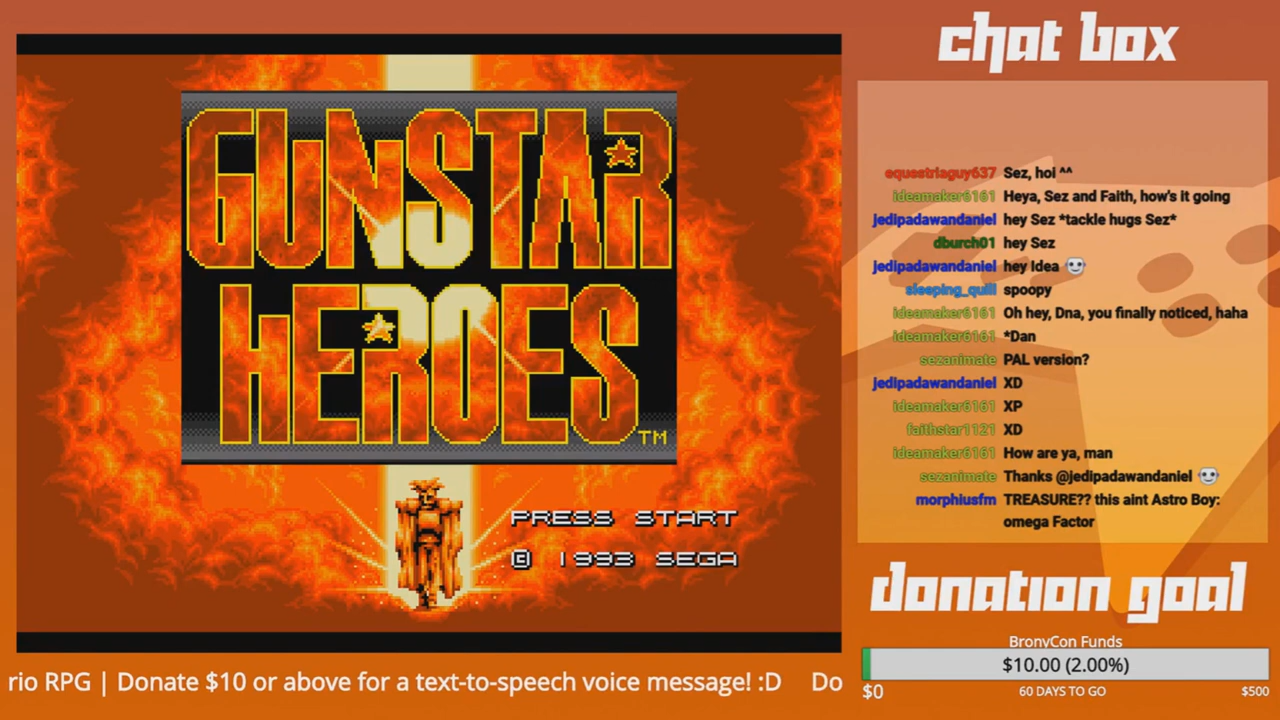 GUNSTAR
HEROES™
PRESS START
© 1993 SEGA
chat box
equestriaguy637 Sez, hoi ^^
ideamaker6161 Heya, Sez and Faith, how's it going
jedipadawandaniel hey Sez *tackle hugs Sez*
dburch01 hey Sez
jedipadawandaniel hey Idea
sleeping_quill spoopy
ideamaker6161 Oh hey, Dna, you finally noticed, haha
ideamaker6161 *Dan
sezanimate PAL version?
jedipadawandaniel XD
ideamaker6161 XP
faithstar1121 XD
ideamaker6161 How are ya, man
sezanimate Thanks @jedipadawandaniel
morphiusfm TREASURE?? this aint Astro Boy:
omega Factor
donation goal
BronyCon Funds
$10.00 (2.00%)
$0 60 DAYS TO GO $500
rio RPG | Donate $10 or above for a text-to-speech voice message! :D Do